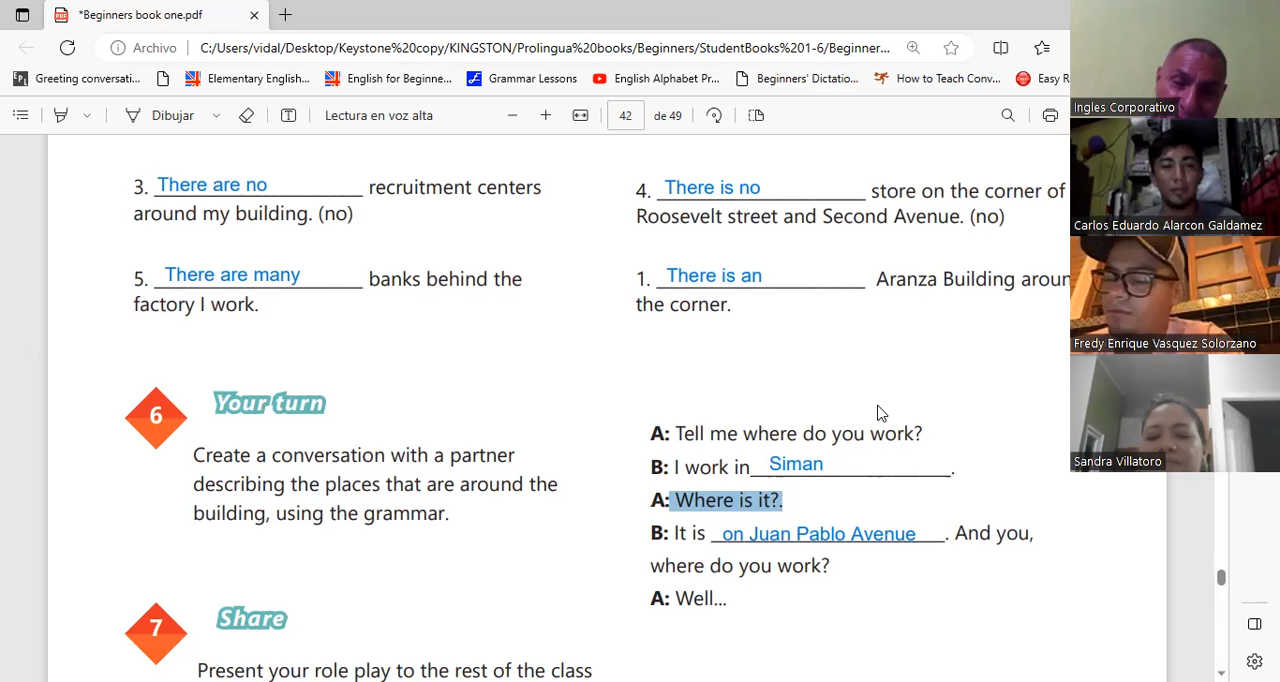 *Beginners book one.pdf
Archivo
C:/Users/vidal/Desktop/Keystone%20copy/KINGSTON/Prolingua%20books/Beginners/StudentBooks%201-6/Beginner...
Greeting conversati...
Elementary English...
English for Beginne...
Grammar Lessons
English Alphabet Pr...
Beginners' Dictatio...
How to Teach Conv...
Easy R
Dibujar
Lectura en voz alta
42
de 49
3. There are no recruitment centers
around my building. (no)
4. There is no store on the corner of
Roosevelt street and Second Avenue. (no)
5. There are many banks behind the
factory I work.
1. There is an Aranza Building aroun
the corner.
6
Your turn
Create a conversation with a partner
describing the places that are around the
building, using the grammar.
A: Tell me where do you work?
B: I work in Siman.
A: Where is it?.
B: It is on Juan Pablo Avenue. And you,
where do you work?
A: Well...
7
Share
Present your role play to the rest of the class
Ingles Corporativo
Carlos Eduardo Alarcon Galdamez
Fredy Enrique Vasquez Solorzano
Sandra Villatoro